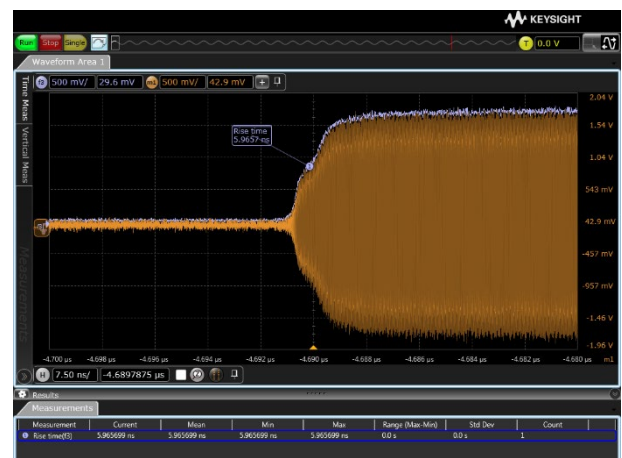 KEYSIGHT
Run Stop Single T 0.0 V
Waveform Area 1
f3 500 mV/ 29.6 mV m1 500 mV/ 42.9 mV +
Time Meas
Vertical Meas
Measurements
2.04 V
Rise time
5.9657 ns
1.54 V
1.04 V
543 mV
42.9 mV
-457 mV
-957 mV
-1.46 V
-1.96 V
-4.700 µs -4.698 µs -4.696 µs -4.694 µs -4.692 µs -4.690 µs -4.688 µs -4.686 µs -4.684 µs -4.682 µs -4.680 µs m1
H 7.50 ns/ -4.6897875 µs
Results
Measurements
Measurement Current Mean Min Max Range (Max-Min) Std Dev Count
Rise time(f3) 5.965699 ns 5.965699 ns 5.965699 ns 5.965699 ns 0.0 s 0.0 s 1